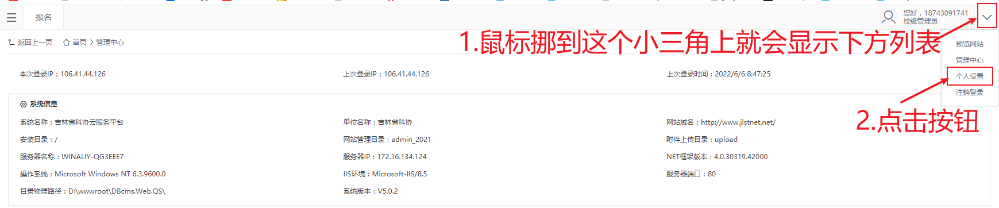 报名
您好，18743091741
校级管理员
返回上一页 首页 > 管理中心
1.鼠标挪到这个小三角上就会显示下方列表
预览网站
管理中心
个人设置
注销登录
2.点击按钮
本次登录IP：106.41.44.126 上次登录IP：106.41.44.126 上次登录时间：2022/6/6 8:47:25
系统信息
系统名称：吉林省科协云服务平台 单位名称：吉林省科协 网站域名：http://www.jlstnet.net/
安装目录：/ 网站管理目录：admin_2021 附件上传目录：upload
服务器名称：WINALIY-QG3EEE7 服务器IP：172.16.134.124 NET框架版本：4.0.30319.42000
操作系统：Microsoft Windows NT 6.3.9600.0 IIS环境：Microsoft-IIS/8.5 服务器端口：80
目录物理路径：D:\wwwroot\DBcms.Web.QS\ 系统版本：V5.0.2